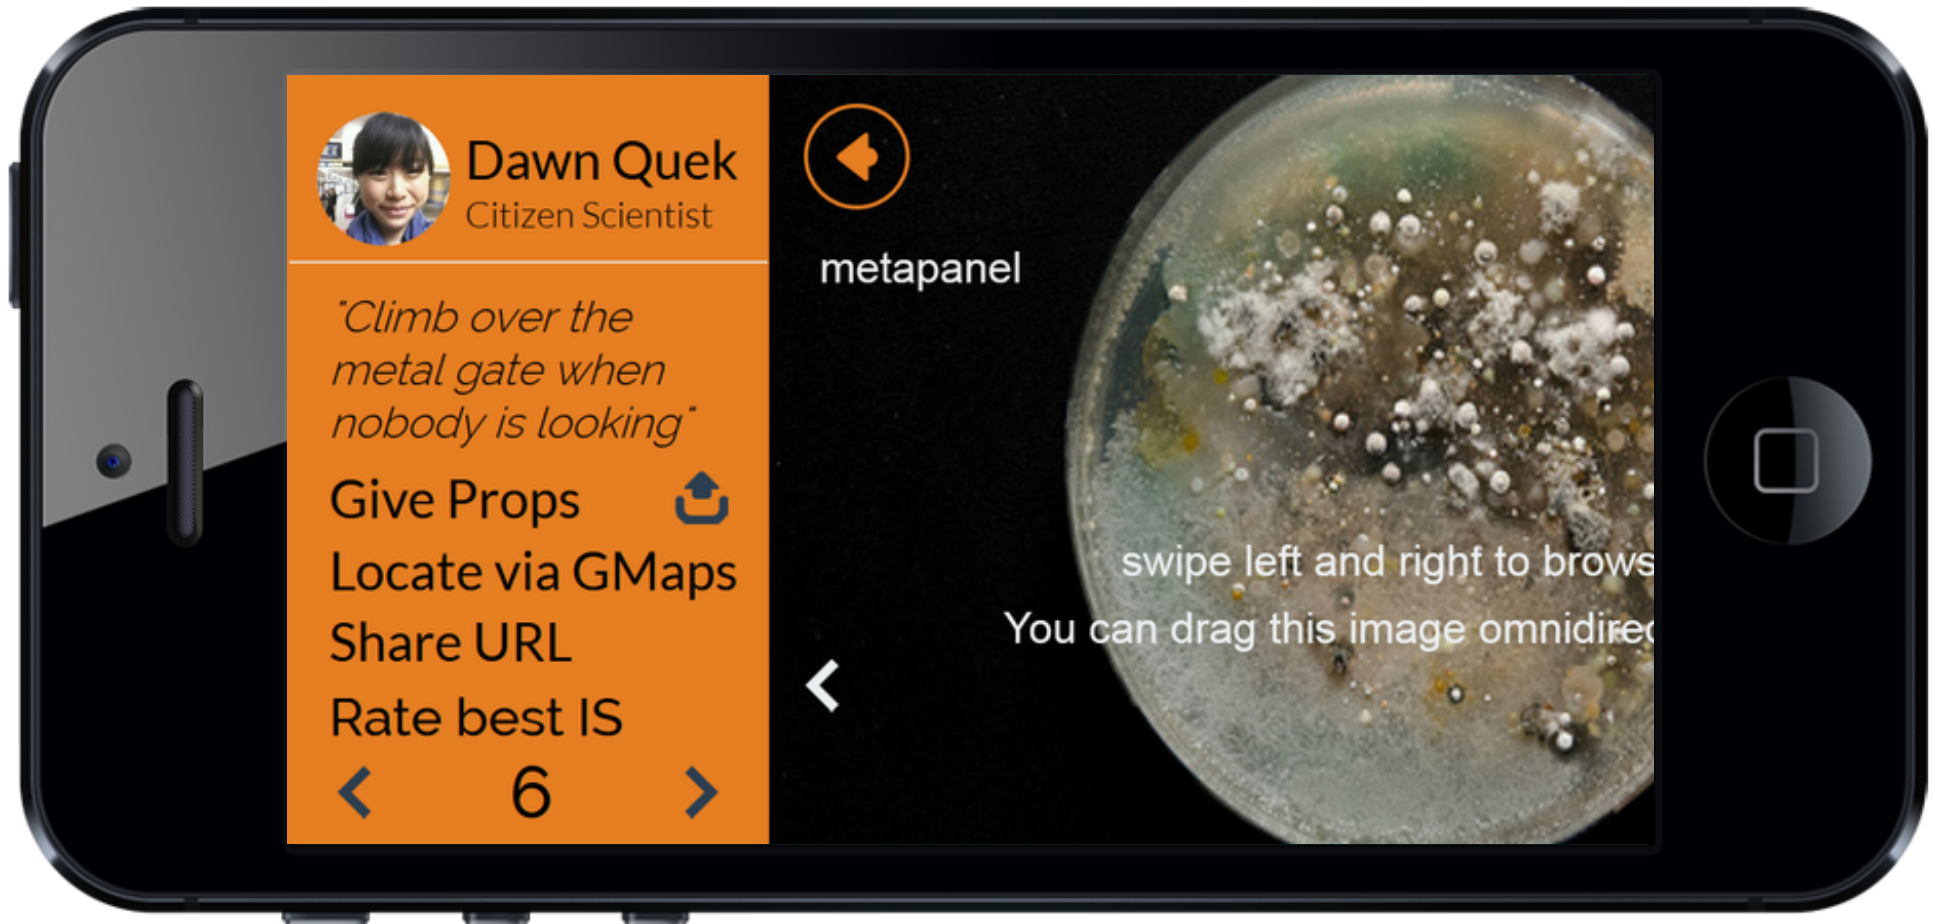 Dawn Quek
Citizen Scientist
"Climb over the
metal gate when
nobody is looking"
Give Props
Locate via GMaps
Share URL
Rate best IS
6
metapanel
swipe left and right to brows
You can drag this image omnidirec